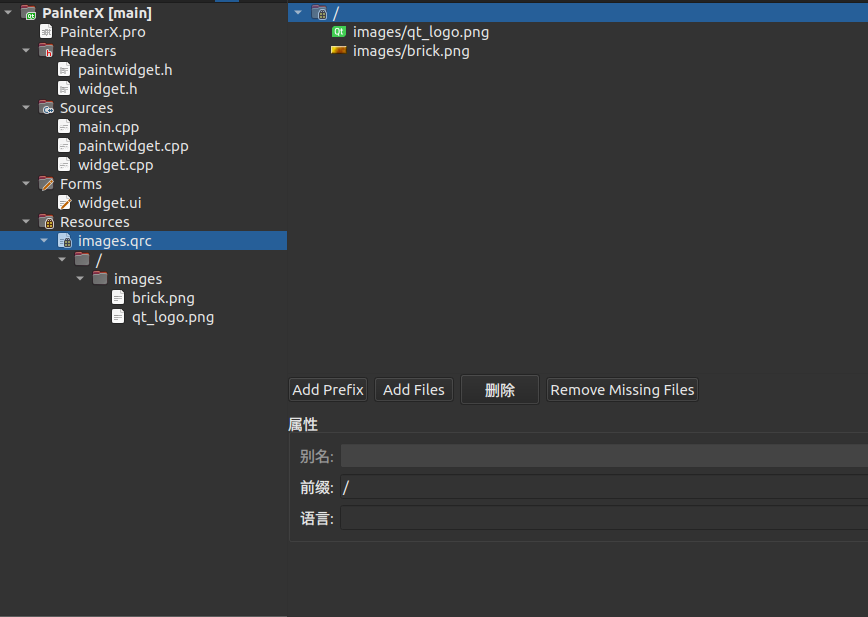 PainterX [main]
PainterX.pro
Headers
paintwidget.h
widget.h
Sources
main.cpp
paintwidget.cpp
widget.cpp
Forms
widget.ui
Resources
images.qrc
/
images
brick.png
qt_logo.png
/
images/qt_logo.png
images/brick.png
Add Prefix Add Files 删除 Remove Missing Files
属性
别名:
前缀: /
语言: